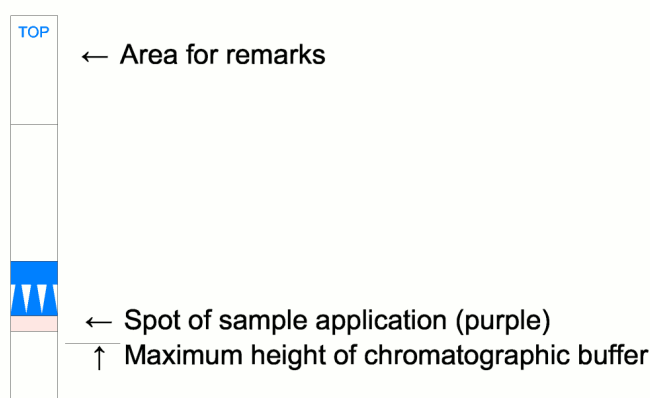 TOP
← Area for remarks
← Spot of sample application (purple)
↑ Maximum height of chromatographic buffer